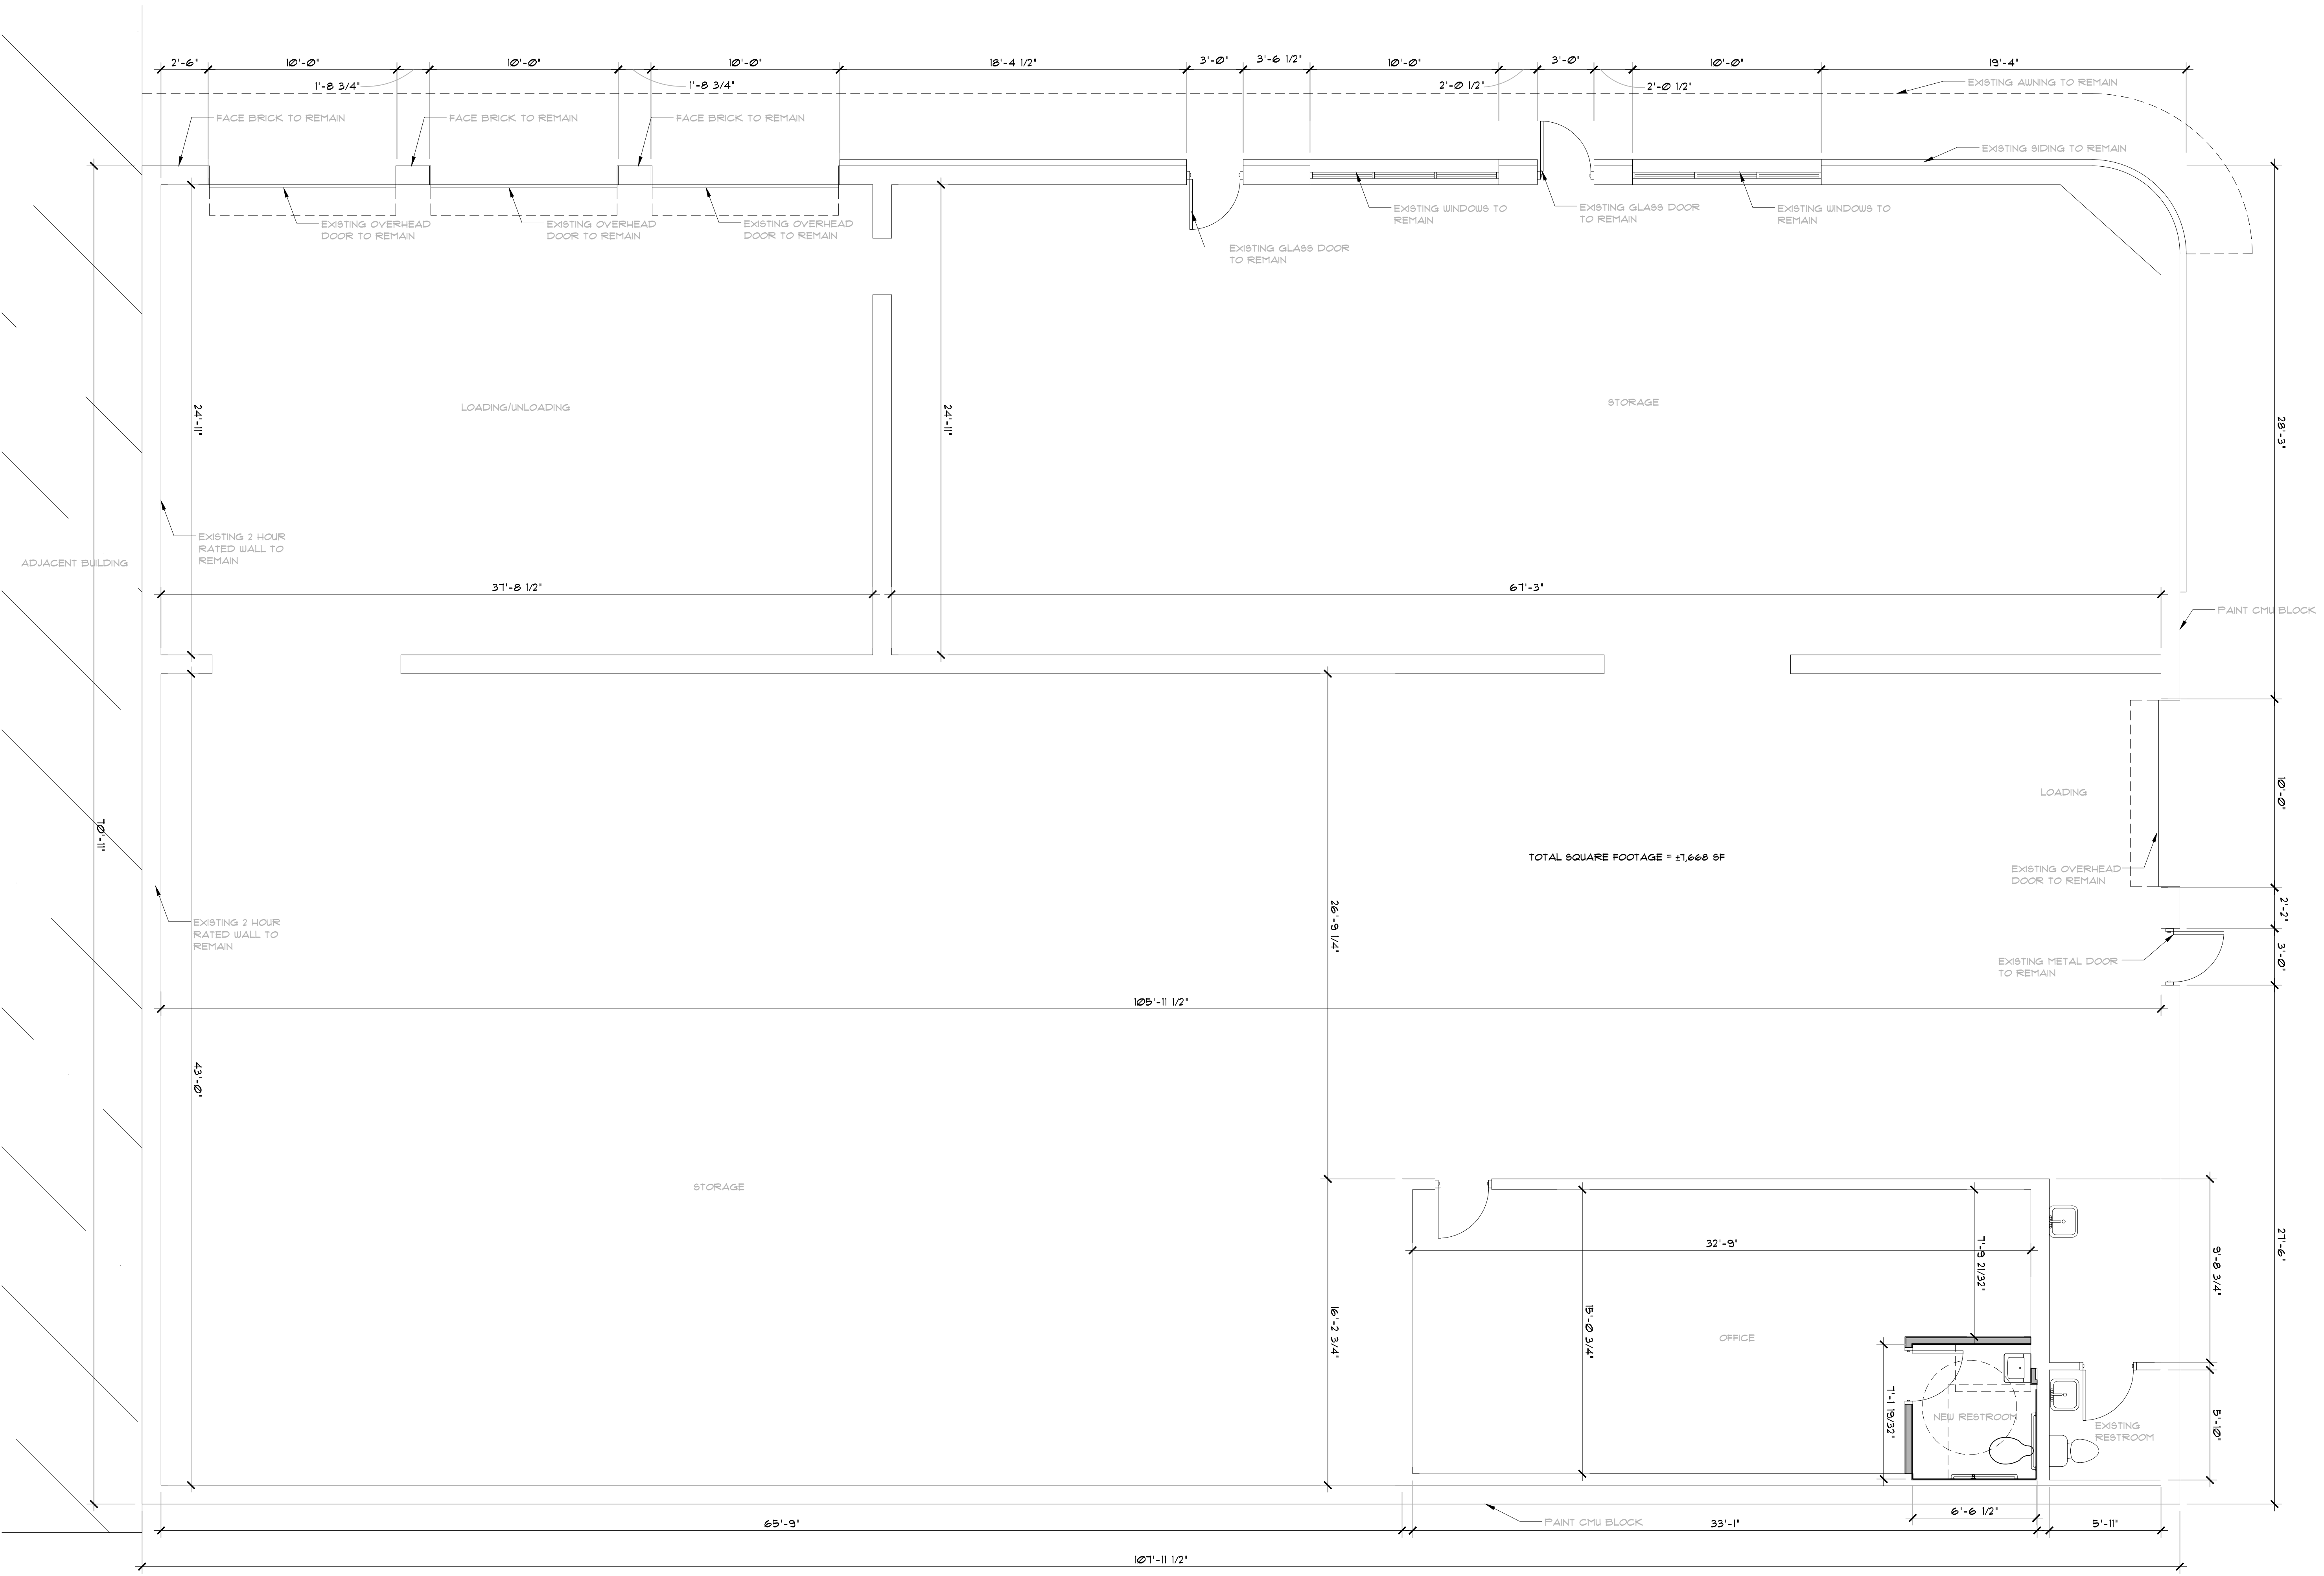 2'-6"
10'-0"
10'-0"
10'-0"
18'-4 1/2"
3'-0"
3'-6 1/2"
10'-0"
3'-0"
10'-0"
19'-4"
1'-8 3/4"
1'-8 3/4"
2'-0 1/2"
2'-0 1/2"
EXISTING AWNING TO REMAIN
FACE BRICK TO REMAIN
FACE BRICK TO REMAIN
FACE BRICK TO REMAIN
EXISTING SIDING TO REMAIN
EXISTING OVERHEAD
DOOR TO REMAIN
EXISTING OVERHEAD
DOOR TO REMAIN
EXISTING OVERHEAD
DOOR TO REMAIN
EXISTING GLASS DOOR
TO REMAIN
EXISTING WINDOWS TO
REMAIN
EXISTING GLASS DOOR
TO REMAIN
EXISTING WINDOWS TO
REMAIN
24'-11"
LOADING/UNLOADING
24'-11"
STORAGE
28'-3"
EXISTING 2 HOUR
RATED WALL TO
REMAIN
ADJACENT BUILDING
37'-8 1/2"
67'-3"
PAINT CMU BLOCK
LOADING
10'-0"
70'-11"
TOTAL SQUARE FOOTAGE = ±7,668 SF
EXISTING OVERHEAD
DOOR TO REMAIN
2'-2"
EXISTING 2 HOUR
RATED WALL TO
REMAIN
26'-9 1/4"
EXISTING METAL DOOR
TO REMAIN
3'-0"
105'-11 1/2"
43'-0"
STORAGE
32'-9"
7'-9 21/32"
9'-8 3/4"
27'-6"
16'-2 3/4"
15'-0 3/4"
OFFICE
7'-1 19/32"
NEW RESTROOM
EXISTING
RESTROOM
5'-10"
6'-6 1/2"
65'-9"
PAINT CMU BLOCK
33'-1"
5'-11"
107'-11 1/2"